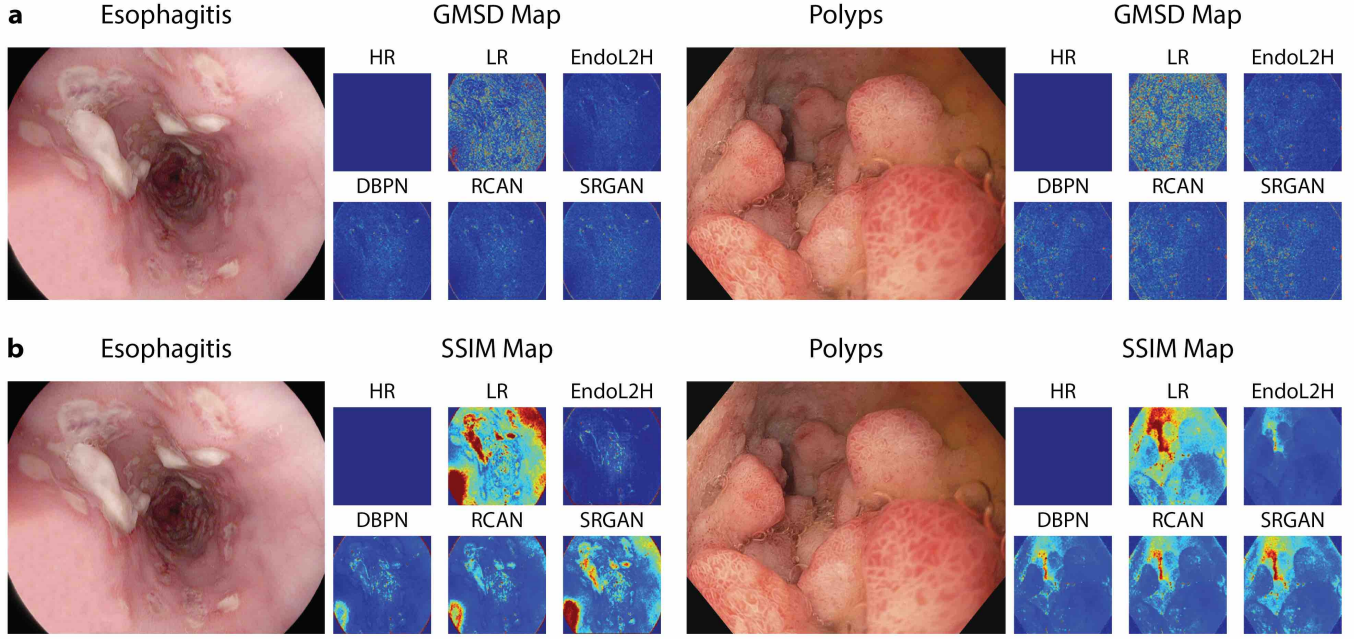 a Esophagitis GMSD Map Polyps GMSD Map
HR LR EndoL2H HR LR EndoL2H
DBPN RCAN SRGAN DBPN RCAN SRGAN
b Esophagitis SSIM Map Polyps SSIM Map
HR LR EndoL2H HR LR EndoL2H
DBPN RCAN SRGAN DBPN RCAN SRGAN